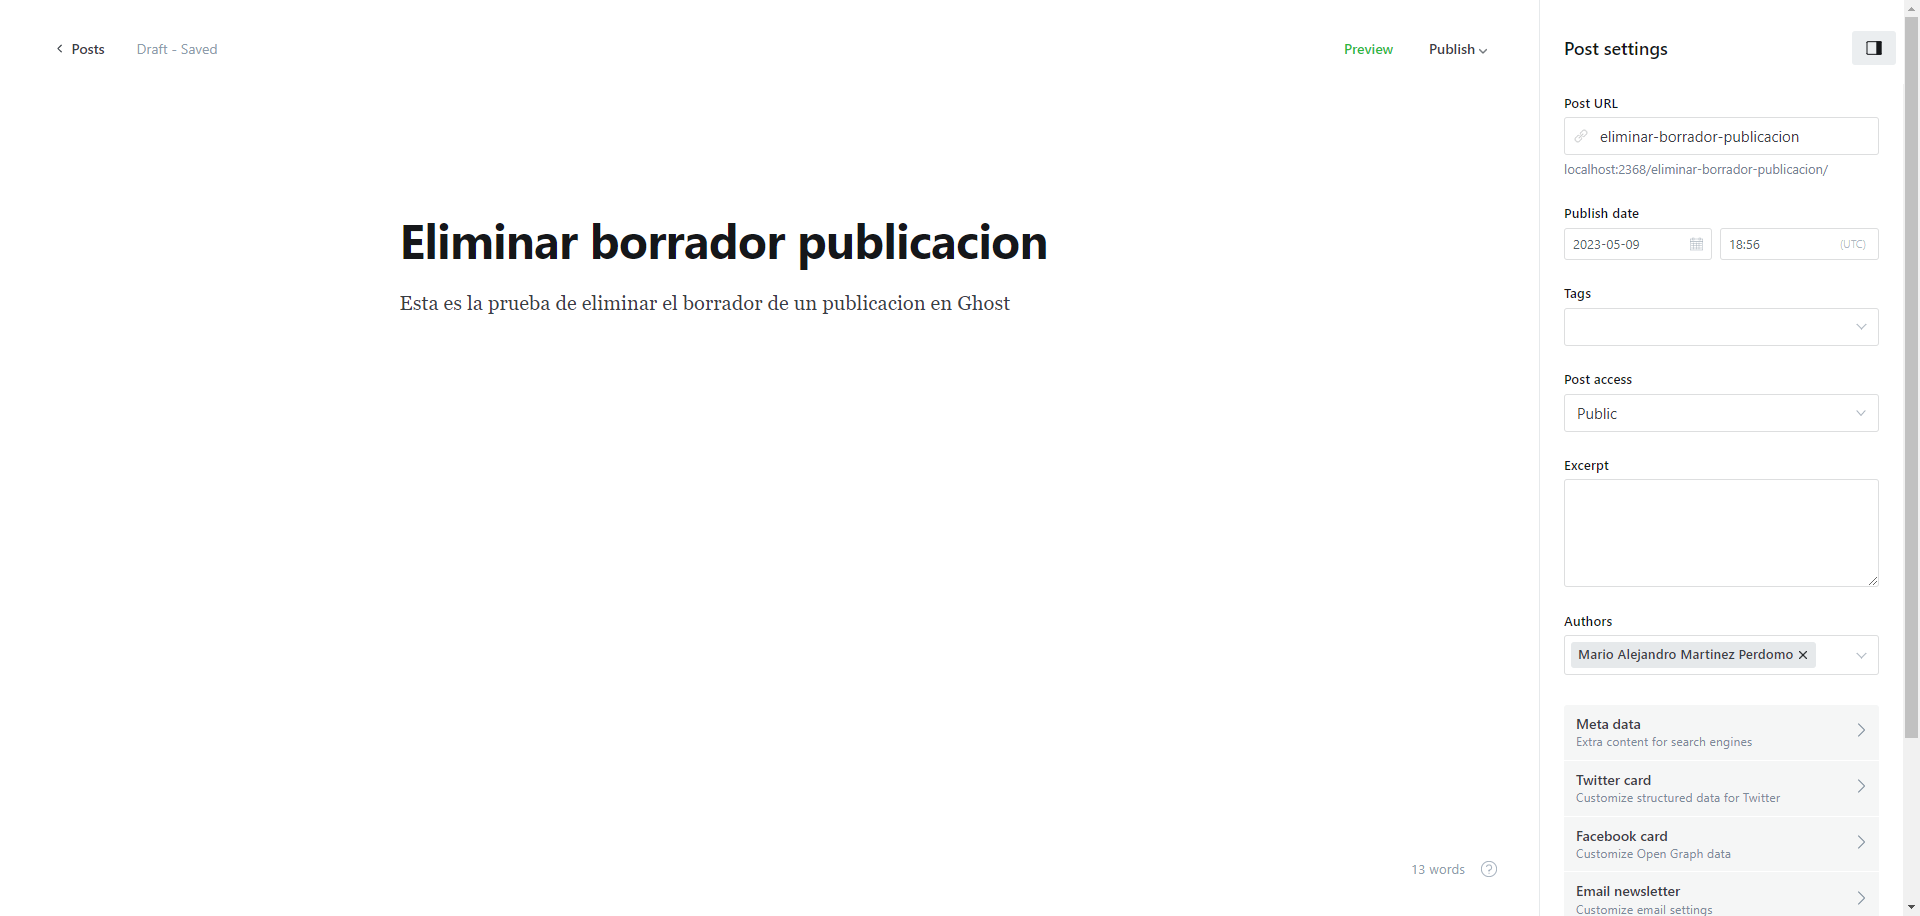 Posts
Draft - Saved
Preview
Publish
Eliminar borrador publicacion
Esta es la prueba de eliminar el borrador de un publicacion en Ghost
13 words
?
Post settings
Post URL
eliminar-borrador-publicacion
localhost:2368/eliminar-borrador-publicacion/
Publish date
2023-05-09
18:56 (UTC)
Tags
Post access
Public
Excerpt
Authors
Mario Alejandro Martinez Perdomo ×
Meta data
Extra content for search engines
Twitter card
Customize structured data for Twitter
Facebook card
Customize Open Graph data
Email newsletter
Customize email settings